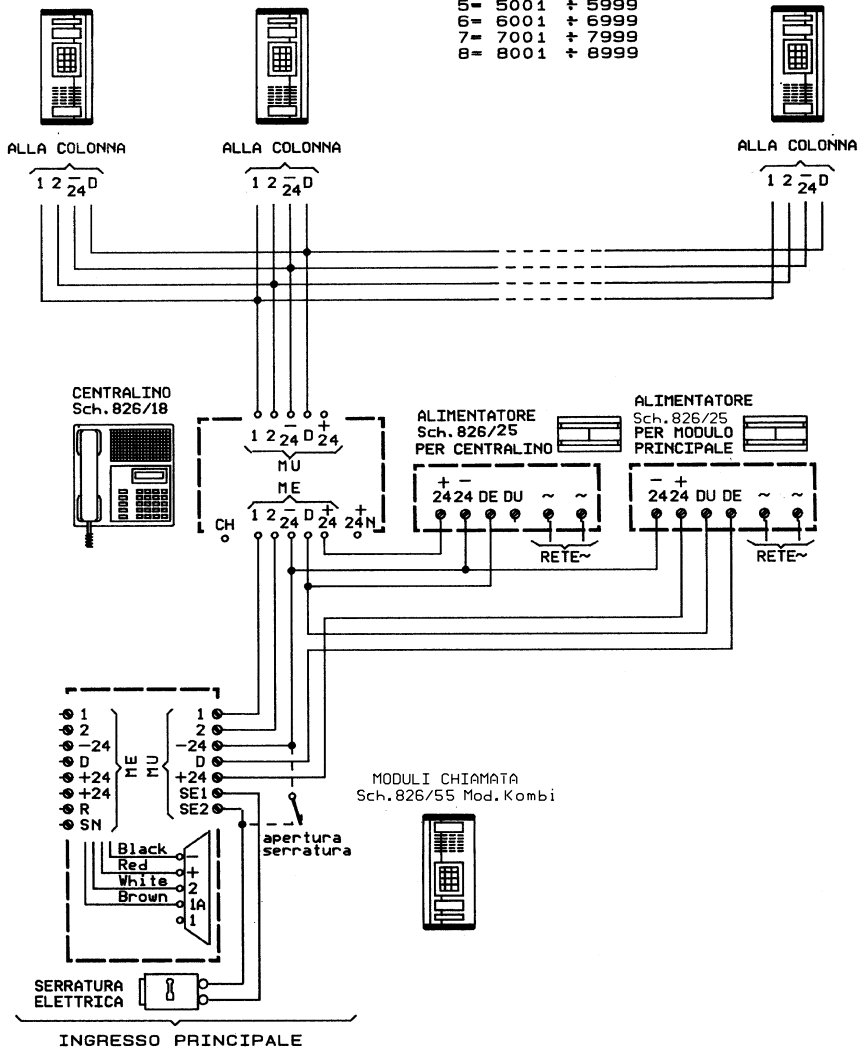 5= 5001 ÷ 5999
6= 6001 ÷ 6999
7= 7001 ÷ 7999
8= 8001 ÷ 8999
ALLA COLONNA
ALLA COLONNA
ALLA COLONNA
1 2 -24 D
1 2 -24 D
1 2 -24 D
CENTRALINO
Sch.826/18
1 2 -24 D +24
MU
ME
CH 1 2 -24 D +24 +24N
ALIMENTATORE
Sch.826/25
PER CENTRALINO
+24 -24 DE DU ~ ~
RETE~
ALIMENTATORE
Sch.826/25
PER MODULO
PRINCIPALE
-24 +24 DU DE ~ ~
RETE~
1
2
-24
D
+24
+24
R
SN
ME
MU
1
2
-24
D
+24
SE1
SE2
apertura
serratura
Black
Red
White
Brown
-
+
2
1A
1
MODULI CHIAMATA
Sch.826/55 Mod.Kombi
SERRATURA
ELETTRICA
INGRESSO PRINCIPALE